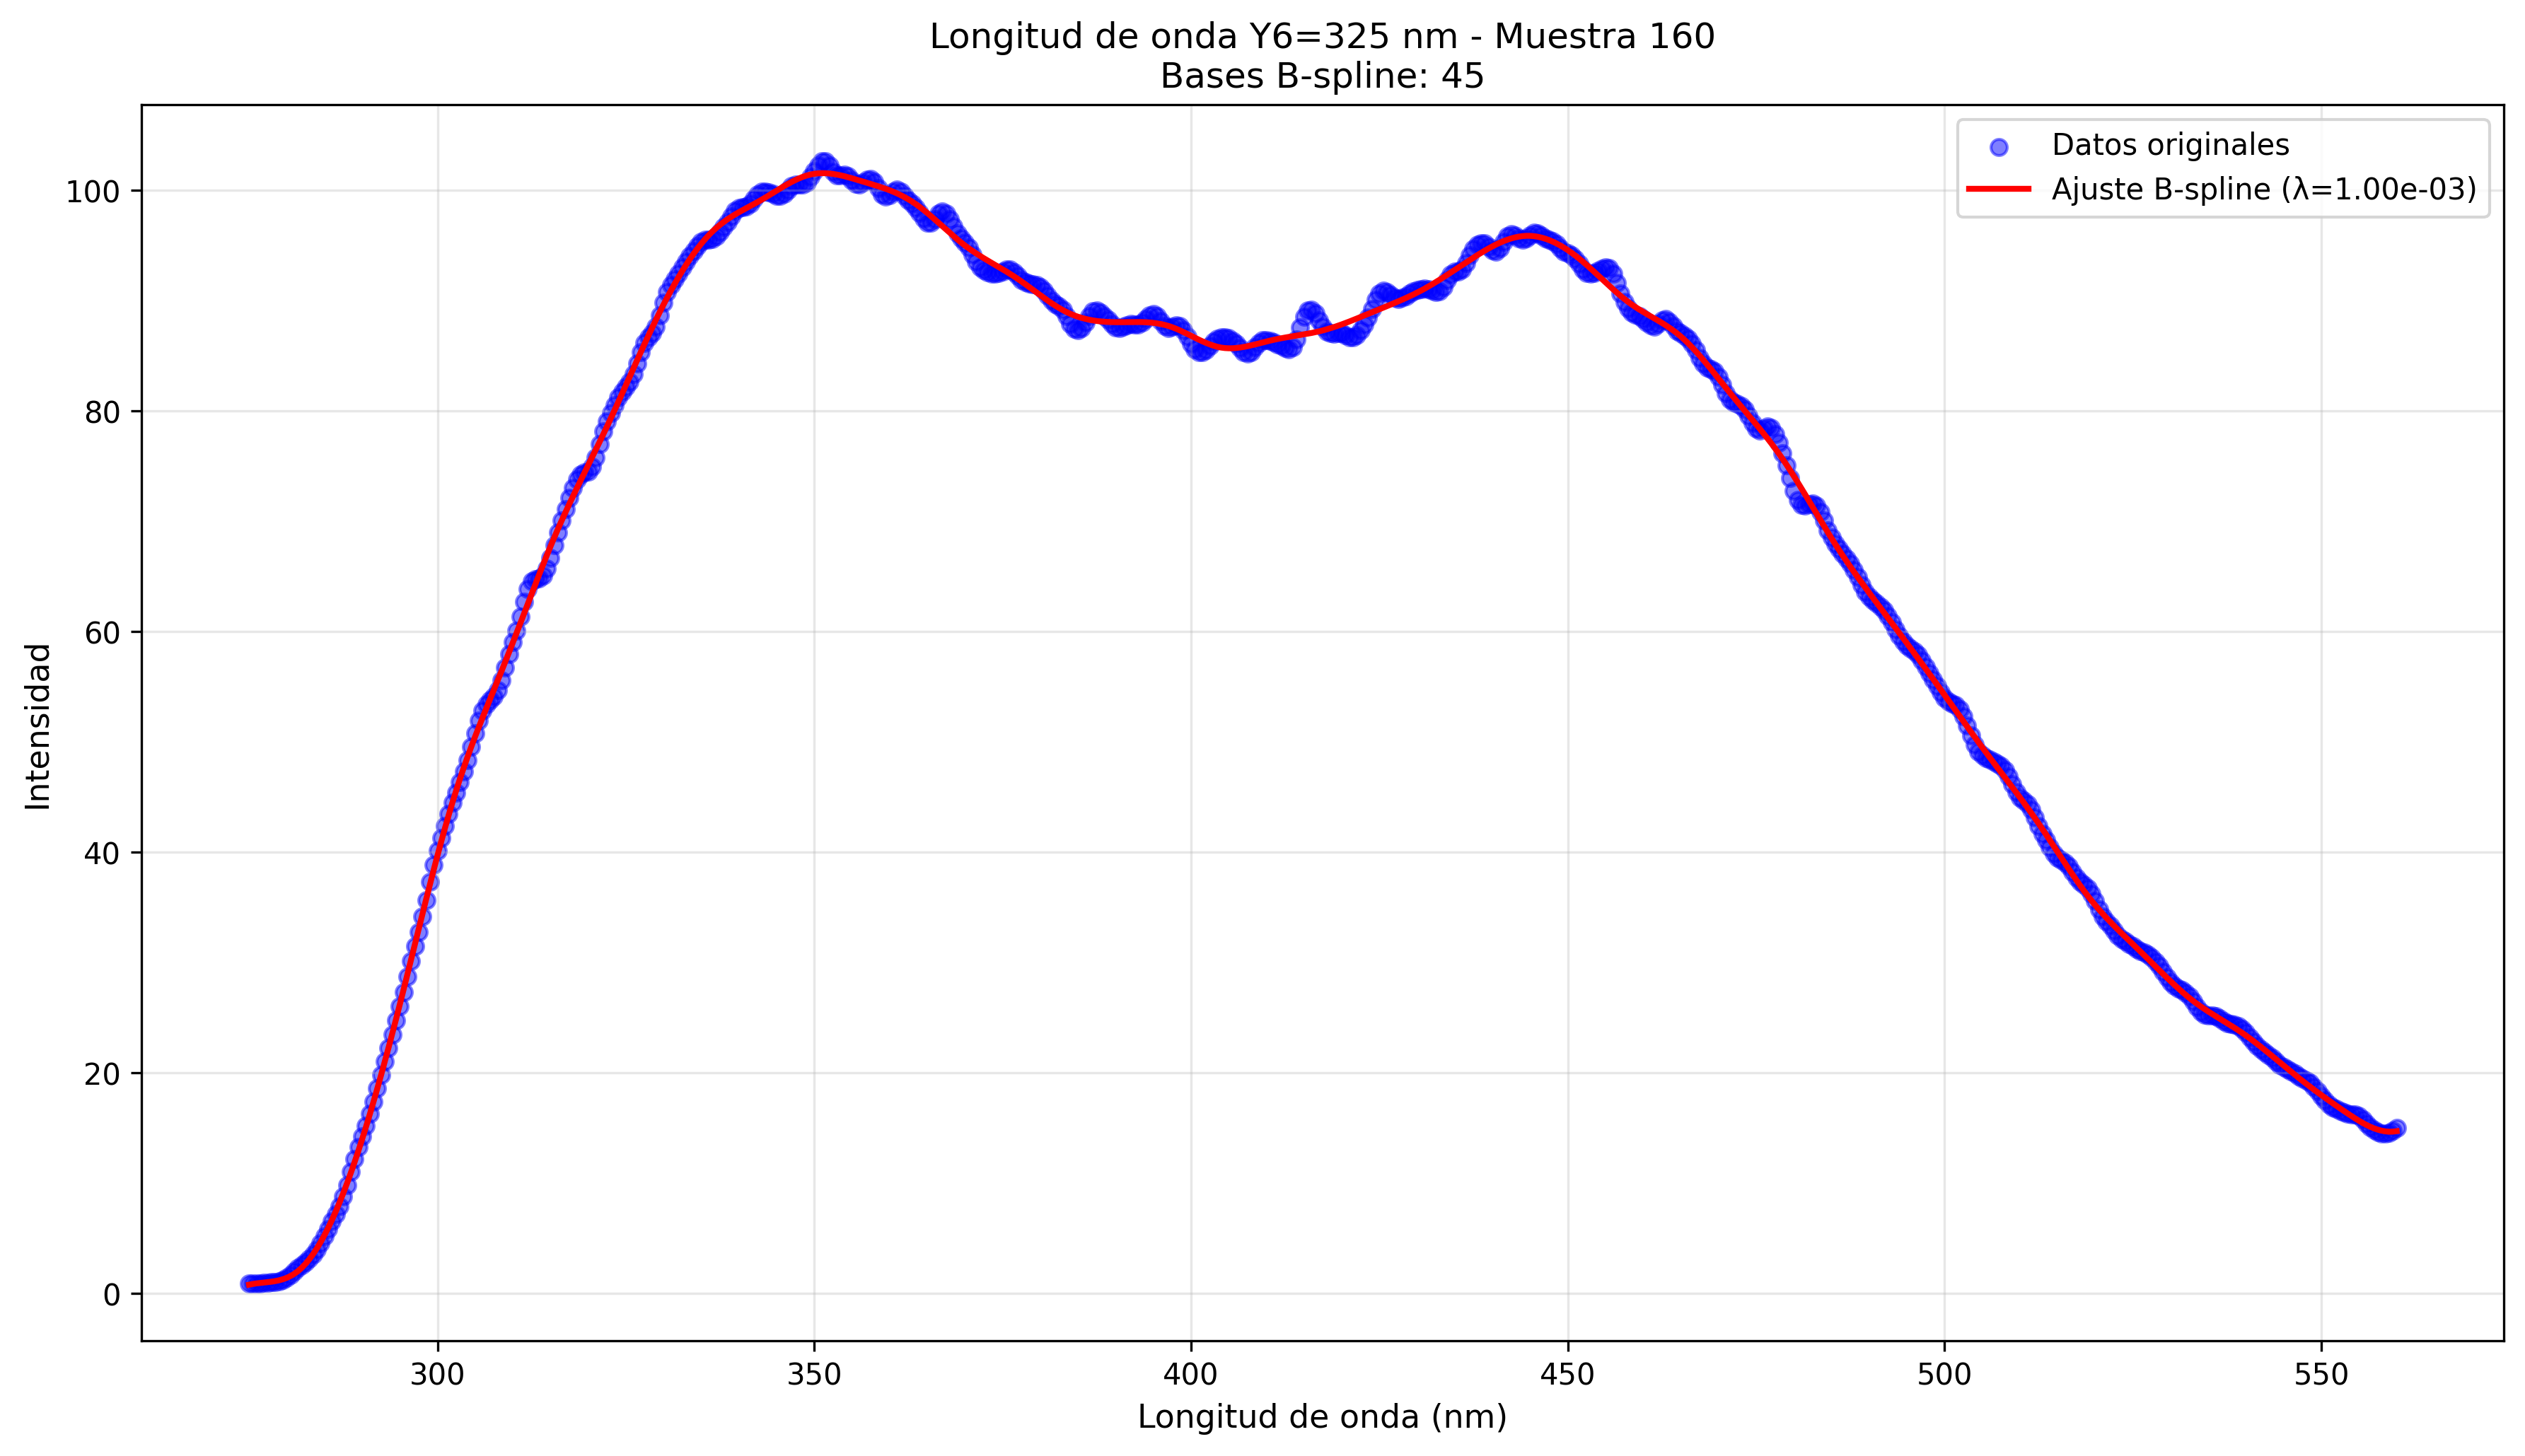 Longitud de onda Y6=325 nm - Muestra 160
Bases B-spline: 45
Datos originales
Ajuste B-spline (λ=1.00e-03)
Intensidad
100
80
60
40
20
0
300 350 400 450 500 550
Longitud de onda (nm)